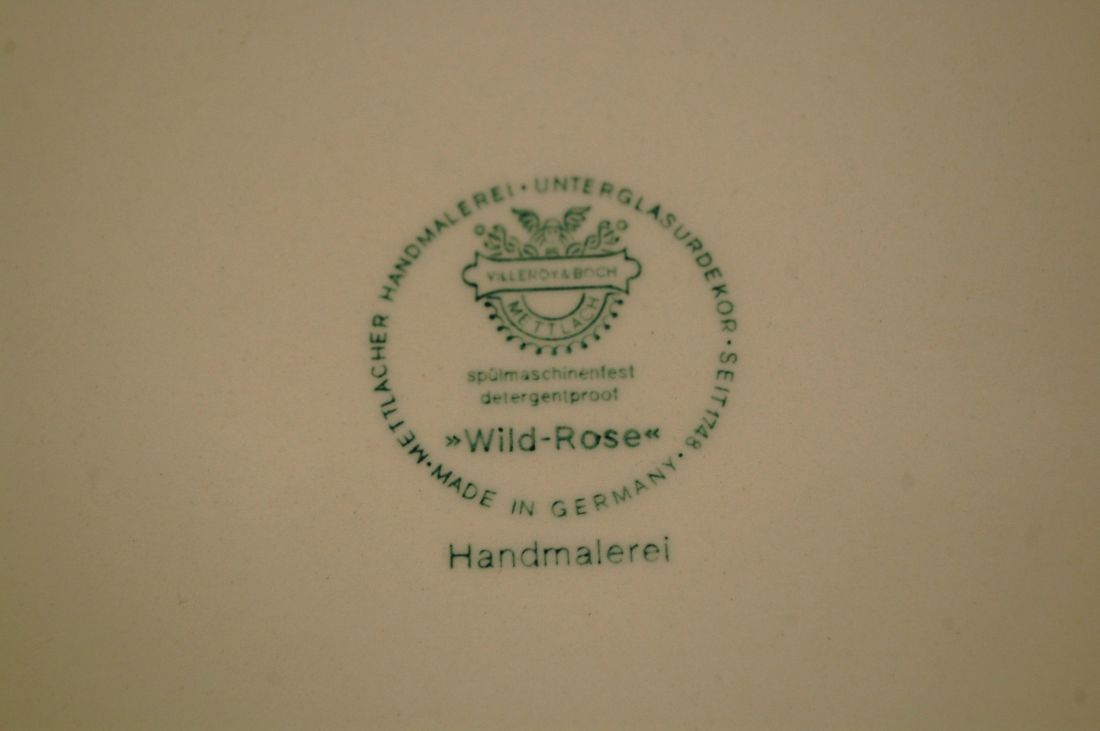 METTLACHER HANDMALEREI · UNTERGLASURDEKOR · SEIT 1748 · MADE IN GERMANY ·
VILLEROY & BOCH
METTLACH
spülmaschinenfest
detergentproof
»Wild-Rose«
Handmalerei